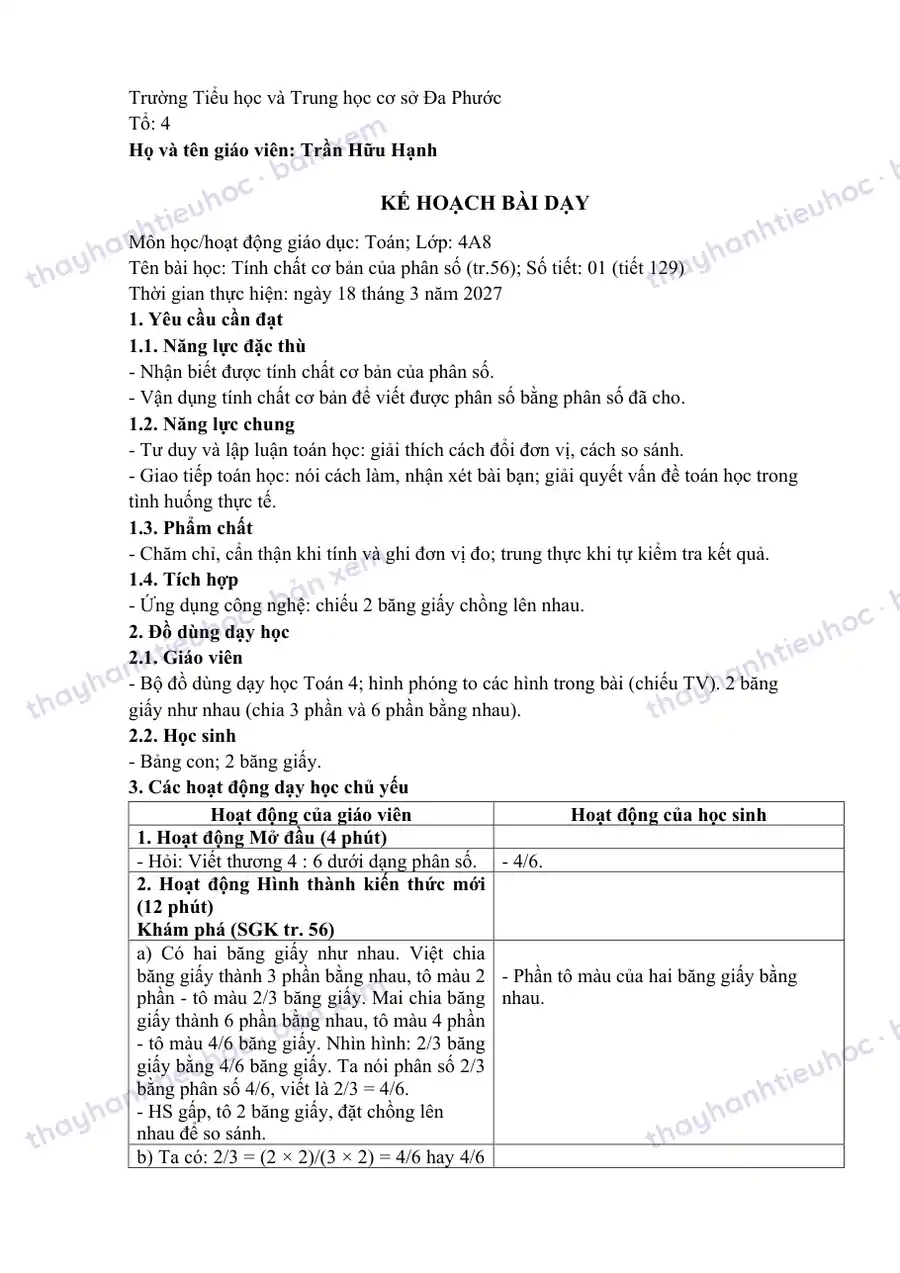 Trường Tiểu học và Trung học cơ sở Đa Phước
Tổ: 4
Họ và tên giáo viên: Trần Hữu Hạnh
KẾ HOẠCH BÀI DẠY
Môn học/hoạt động giáo dục: Toán; Lớp: 4A8
Tên bài học: Tính chất cơ bản của phân số (tr.56); Số tiết: 01 (tiết 129)
Thời gian thực hiện: ngày 18 tháng 3 năm 2027
1. Yêu cầu cần đạt
1.1. Năng lực đặc thù
- Nhận biết được tính chất cơ bản của phân số.
- Vận dụng tính chất cơ bản để viết được phân số bằng phân số đã cho.
1.2. Năng lực chung
- Tư duy và lập luận toán học: giải thích cách đổi đơn vị, cách so sánh.
- Giao tiếp toán học: nói cách làm, nhận xét bài bạn; giải quyết vấn đề toán học trong
tình huống thực tế.
1.3. Phẩm chất
- Chăm chỉ, cẩn thận khi tính và ghi đơn vị đo; trung thực khi tự kiểm tra kết quả.
1.4. Tích hợp
- Ứng dụng công nghệ: chiếu 2 băng giấy chồng lên nhau.
2. Đồ dùng dạy học
2.1. Giáo viên
- Bộ đồ dùng dạy học Toán 4; hình phóng to các hình trong bài (chiếu TV). 2 băng
giấy như nhau (chia 3 phần và 6 phần bằng nhau).
2.2. Học sinh
- Bảng con; 2 băng giấy.
3. Các hoạt động dạy học chủ yếu
Hoạt động của giáo viên
Hoạt động của học sinh
1. Hoạt động Mở đầu (4 phút)
- Hỏi: Viết thương 4 : 6 dưới dạng phân số.
- 4/6.
2. Hoạt động Hình thành kiến thức mới
(12 phút)
Khám phá (SGK tr. 56)
a) Có hai băng giấy như nhau. Việt chia
băng giấy thành 3 phần bằng nhau, tô màu 2
phần - tô màu 2/3 băng giấy. Mai chia băng
giấy thành 6 phần bằng nhau, tô màu 4 phần
- tô màu 4/6 băng giấy. Nhìn hình: 2/3 băng
giấy bằng 4/6 băng giấy. Ta nói phân số 2/3
bằng phân số 4/6, viết là 2/3 = 4/6.
- HS gấp, tô 2 băng giấy, đặt chồng lên
nhau để so sánh.
- Phần tô màu của hai băng giấy bằng
nhau.
b) Ta có: 2/3 = (2 × 2)/(3 × 2) = 4/6 hay 4/6
thayhanhtieuhoc · bản xem
thayhanhtieuhoc · b
thayhanhtieuhoc · bản xem
thayhanhtieuhoc · b
thayhanhtieuhoc · bản xem
thayhanhtieuhoc · b